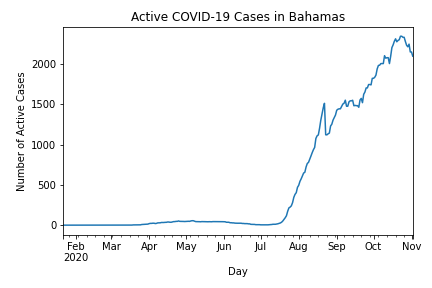 Active COVID-19 Cases in Bahamas
Number of Active Cases
2000
1500
1000
500
0
Feb Mar Apr May Jun Jul Aug Sep Oct Nov
2020
Day